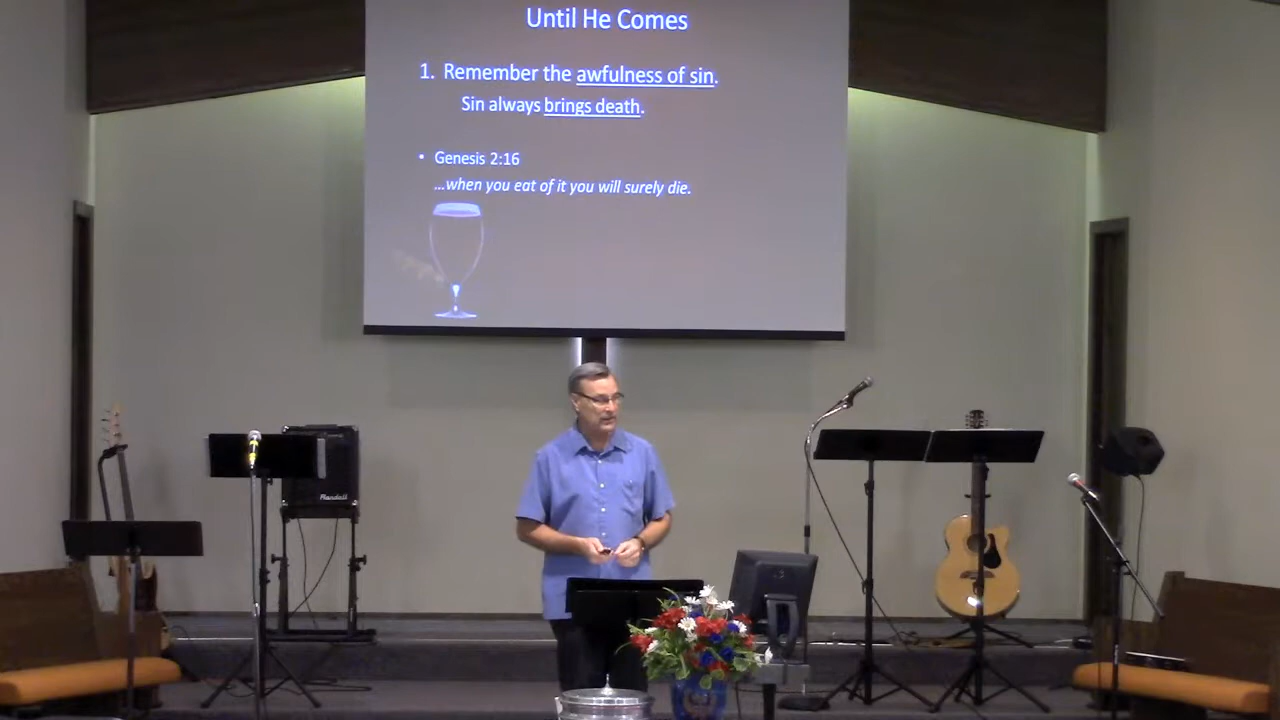 Until He Comes
1. Remember the awfulness of sin.
Sin always brings death.
• Genesis 2:16
...when you eat of it you will surely die.
Randall